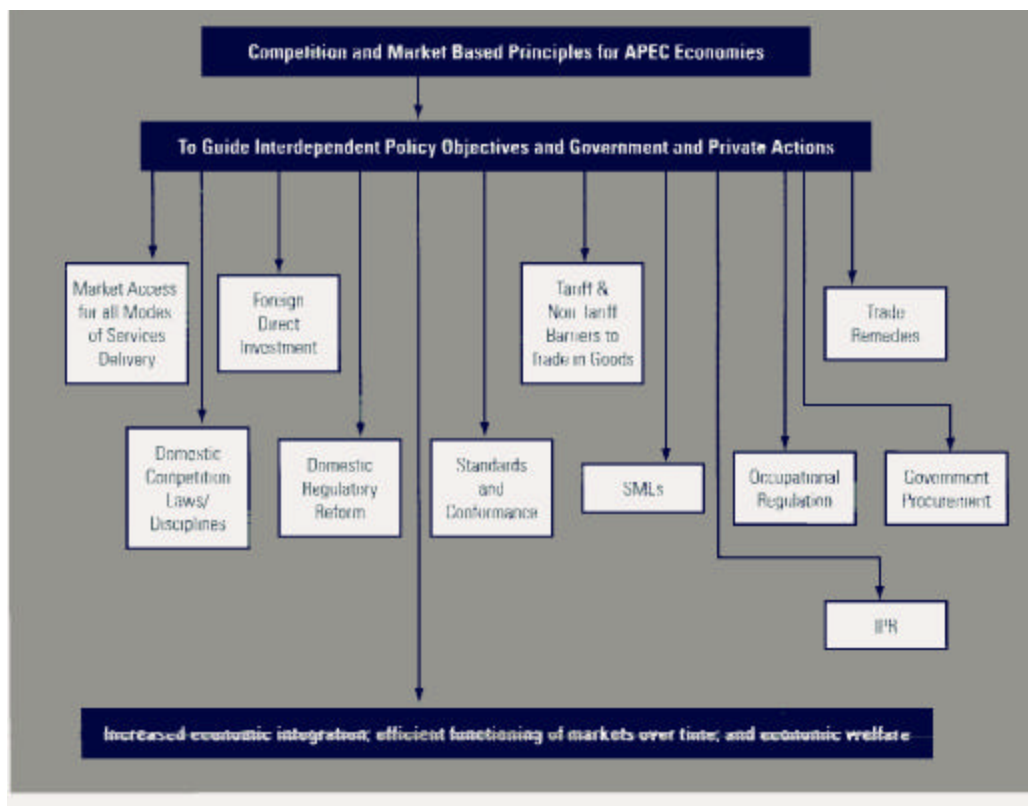 Competition and Market Based Principles for APEC Economies
To Guide Interdependent Policy Objectives and Government and Private Actions
Market Access
for all Modes
of Services
Delivery
Foreign
Direct
Investment
Tariff &
Non Tariff
Barriers to
Trade in Goods
Trade
Remedies
Domestic
Competition
Laws/
Disciplines
Domestic
Regulatory
Reform
Standards
and
Conformance
Occupational
Regulation
Government
Procurement
IPR
Increased economic integration, efficient functioning of markets over time, and economic welfare